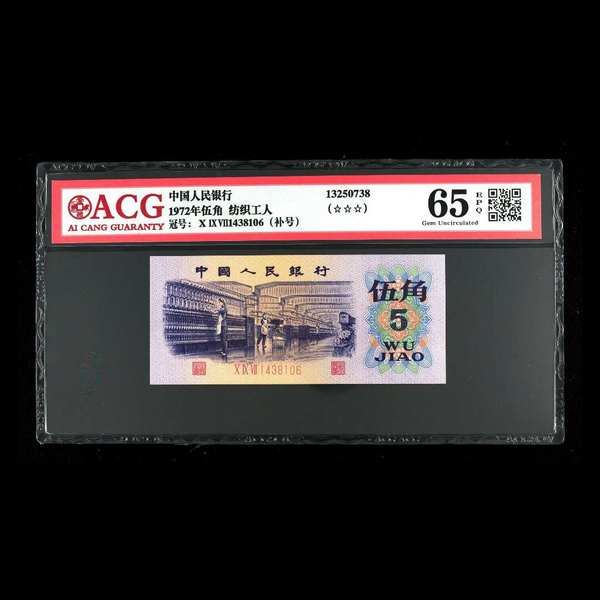 ACG
AI CANG GUARANTY
中国人民银行
1972年伍角 纺织工人
冠号: X IX VIII1438106 (补号)
13250738
(☆☆☆)
65
EPQ
Gem Uncirculated
中國人民銀行
伍角
5
WU
JIAO
X IX VIII 1438106